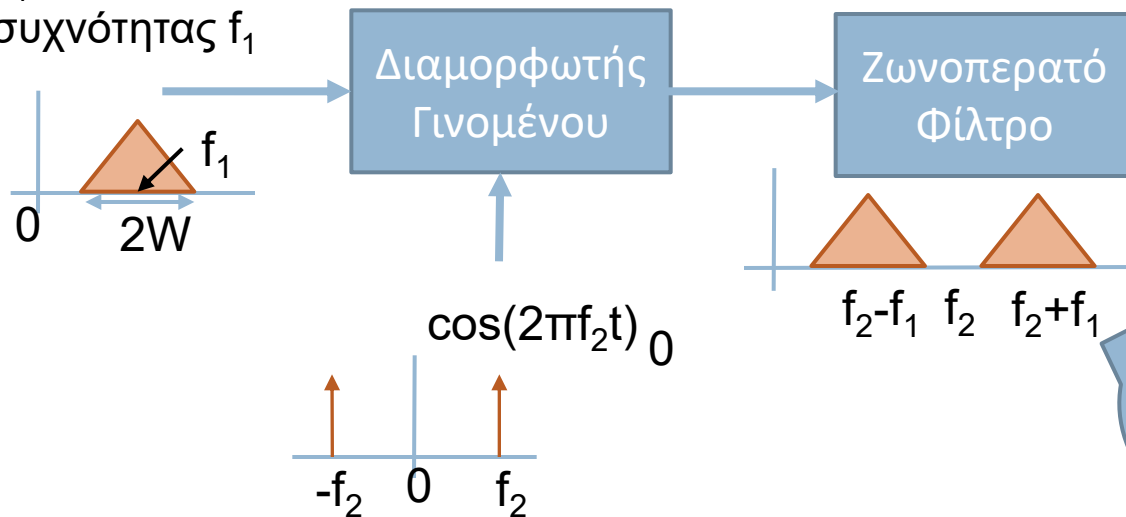 συχνότητας f₁
Διαμορφωτής
Γινομένου
Ζωνοπερατό
Φίλτρο
f₁
0
2W
f₂-f₁ f₂ f₂+f₁
cos(2πf₂t)
0
-f₂ 0 f₂